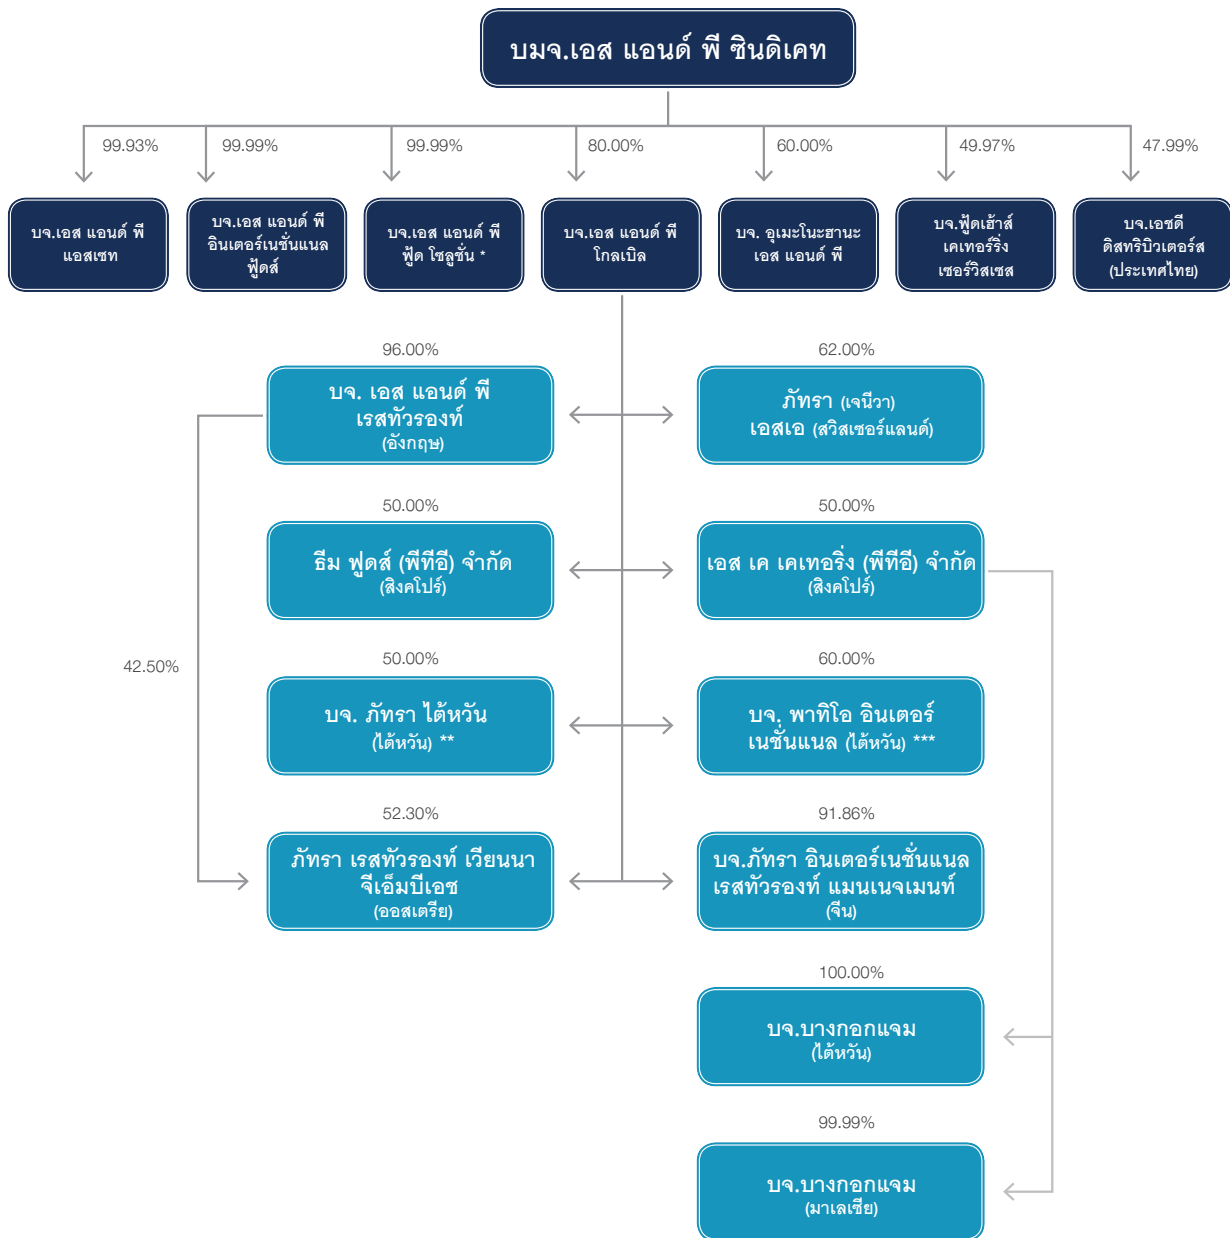 บมจ.เอส แอนด์ พี ซินดิเคท
99.93%
99.99%
99.99%
80.00%
60.00%
49.97%
47.99%
บจ.เอส แอนด์ พี
แอสเซท
บจ.เอส แอนด์ พี
อินเตอร์เนชั่นแนล
ฟู้ดส์
บจ.เอส แอนด์ พี
ฟู้ด โซลูชั่น *
บจ.เอส แอนด์ พี
โกลเบิล
บจ. อุเมะโนะฮานะ
เอส แอนด์ พี
บจ.ฟู้ดเฮ้าส์
เคเทอร์ริ่ง
เซอร์วิสเซส
บจ.เอชดี
ดิสทริบิวเตอร์ส
(ประเทศไทย)
96.00%
บจ. เอส แอนด์ พี
เรสทัวรองท์
(อังกฤษ)
62.00%
ภัทรา (เจนีวา)
เอสเอ (สวิสเซอร์แลนด์)
50.00%
ธีม ฟูดส์ (พีทีอี) จำกัด
(สิงคโปร์)
50.00%
เอส เค เคเทอริ่ง (พีทีอี) จำกัด
(สิงคโปร์)
42.50%
50.00%
บจ. ภัทรา ไต้หวัน
(ไต้หวัน) **
60.00%
บจ. พาทิโอ อินเตอร์
เนชั่นแนล (ไต้หวัน) ***
52.30%
ภัทรา เรสทัวรองท์ เวียนนา
จีเอ็มบีเอช
(ออสเตรีย)
91.86%
บจ.ภัทรา อินเตอร์เนชั่นแนล
เรสทัวรองท์ แมนเนจเมนท์
(จีน)
100.00%
บจ.บางกอกแจม
(ไต้หวัน)
99.99%
บจ.บางกอกแจม
(มาเลเซีย)